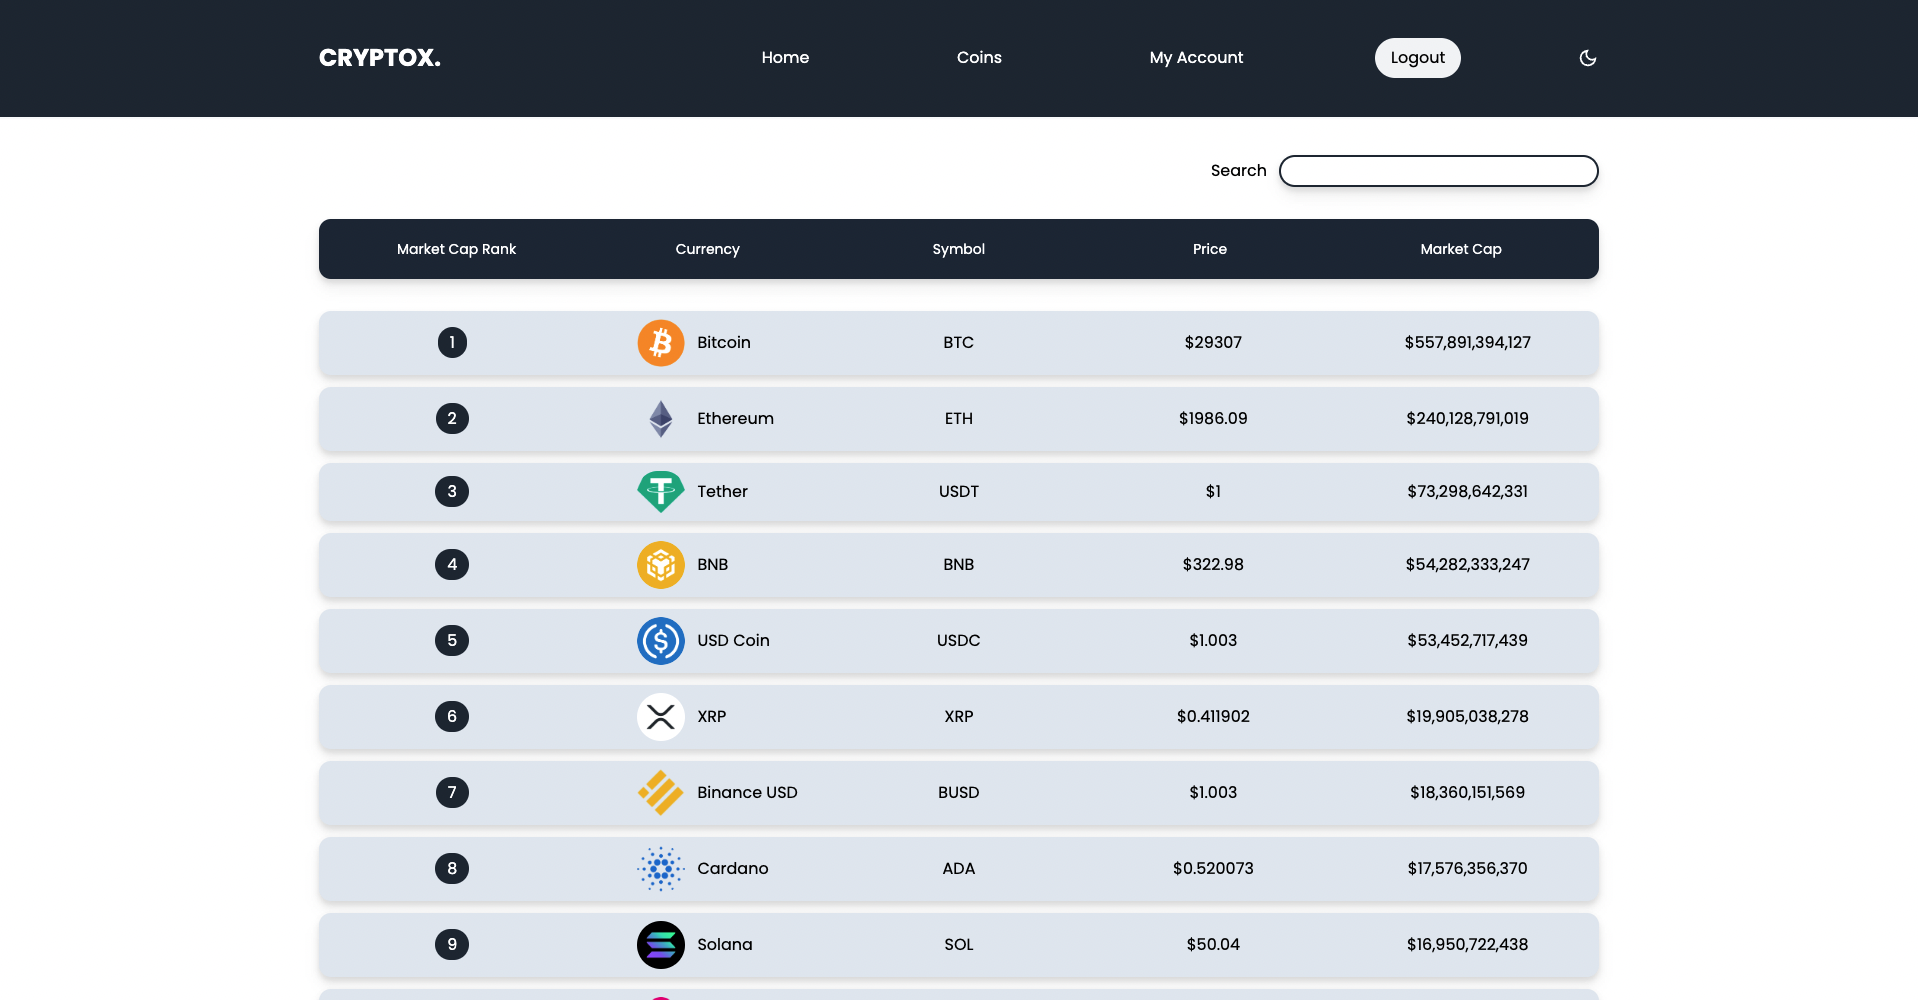 CRYPTOX. Home Coins My Account Logout
Search
Market Cap Rank Currency Symbol Price Market Cap
1 Bitcoin BTC $29307 $557,891,394,127
2 Ethereum ETH $1986.09 $240,128,791,019
3 Tether USDT $1 $73,298,642,331
4 BNB BNB $322.98 $54,282,333,247
5 USD Coin USDC $1.003 $53,452,717,439
6 XRP XRP $0.411902 $19,905,038,278
7 Binance USD BUSD $1.003 $18,360,151,569
8 Cardano ADA $0.520073 $17,576,356,370
9 Solana SOL $50.04 $16,950,722,438